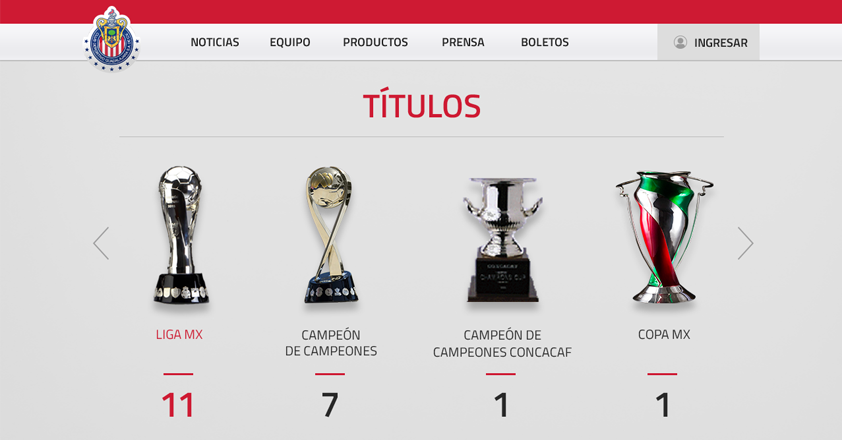 NOTICIAS EQUIPO PRODUCTOS PRENSA BOLETOS INGRESAR
TÍTULOS
CONCACAF
LIGA MX
CAMPEÓN
DE CAMPEONES
CAMPEÓN DE
CAMPEONES CONCACAF
COPA MX
11
7
1
1